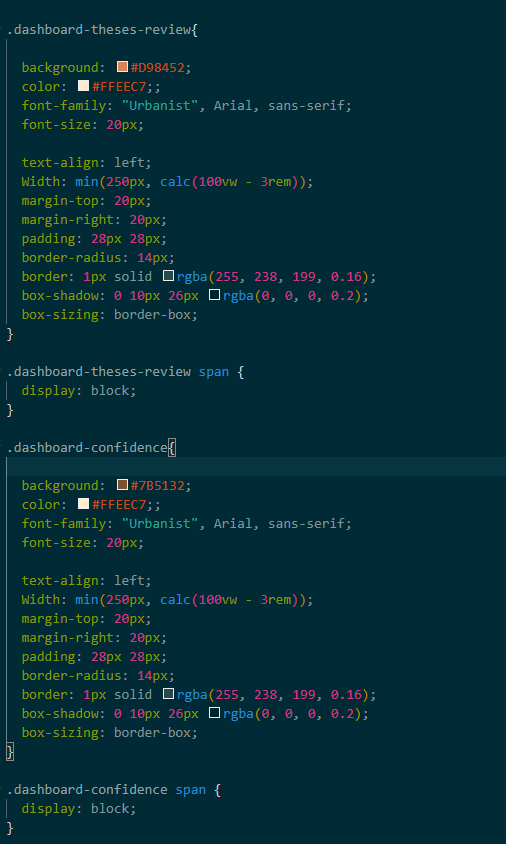 .dashboard-theses-review{
background: #D98452;
color: #FFEEC7;;
font-family: "Urbanist", Arial, sans-serif;
font-size: 20px;
text-align: left;
Width: min(250px, calc(100vw - 3rem));
margin-top: 20px;
margin-right: 20px;
padding: 28px 28px;
border-radius: 14px;
border: 1px solid rgba(255, 238, 199, 0.16);
box-shadow: 0 10px 26px rgba(0, 0, 0, 0.2);
box-sizing: border-box;
}
.dashboard-theses-review span {
display: block;
}
.dashboard-confidence{
background: #7B5132;
color: #FFEEC7;;
font-family: "Urbanist", Arial, sans-serif;
font-size: 20px;
text-align: left;
Width: min(250px, calc(100vw - 3rem));
margin-top: 20px;
margin-right: 20px;
padding: 28px 28px;
border-radius: 14px;
border: 1px solid rgba(255, 238, 199, 0.16);
box-shadow: 0 10px 26px rgba(0, 0, 0, 0.2);
box-sizing: border-box;
}
.dashboard-confidence span {
display: block;
}